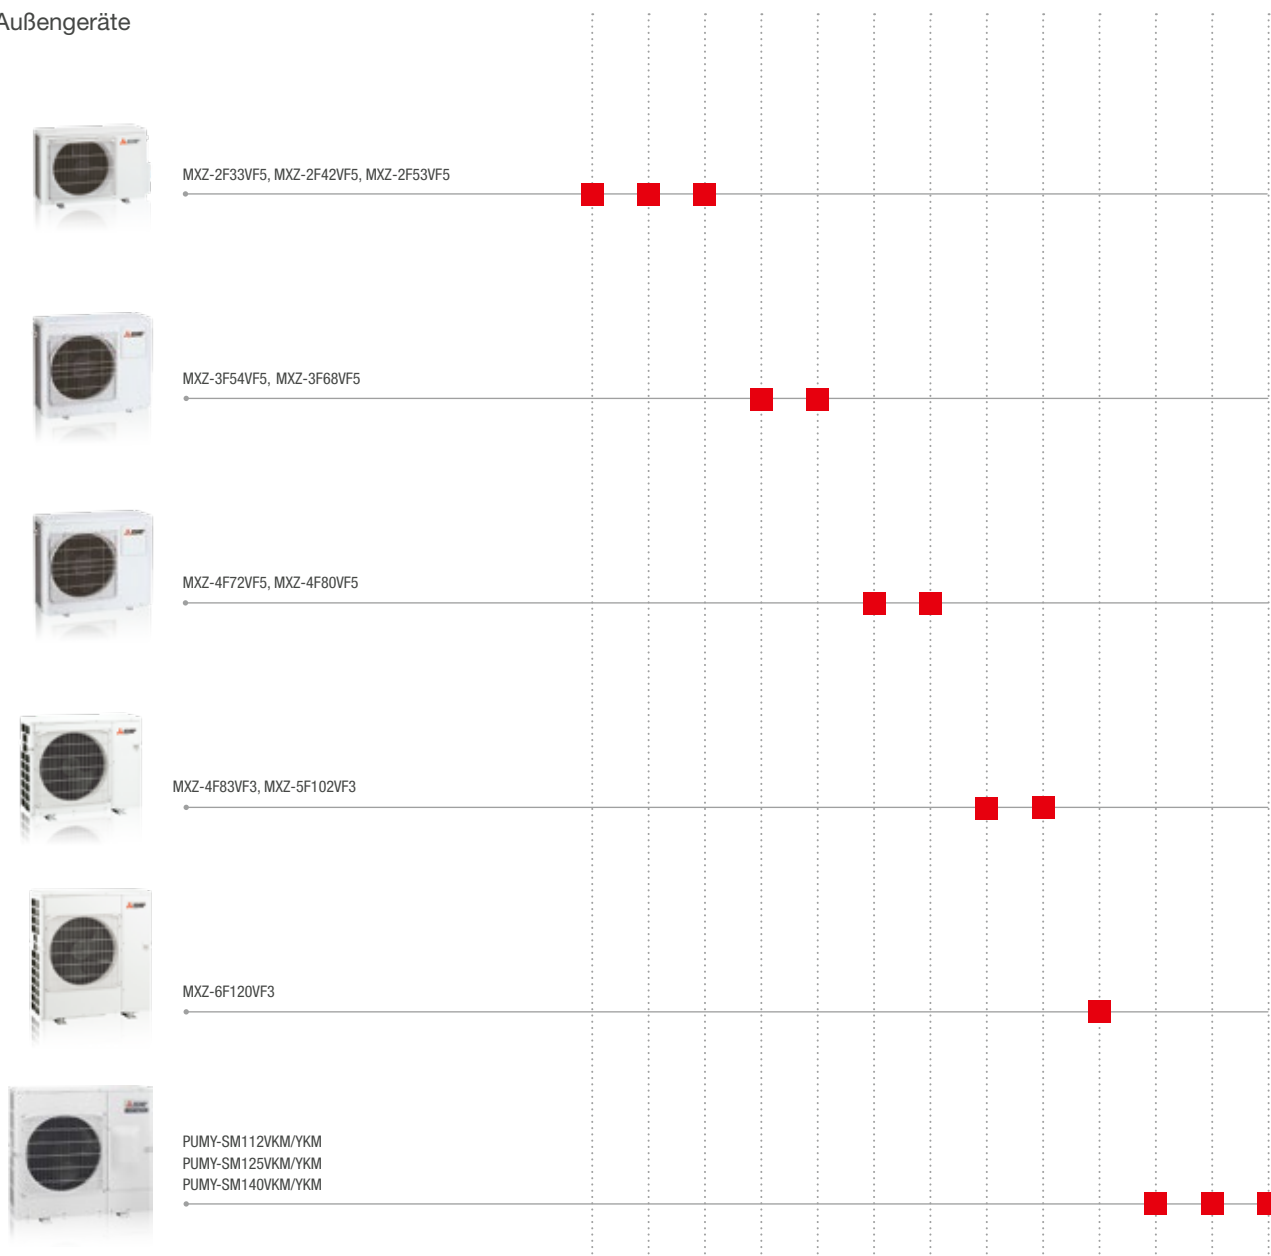 Außengeräte
MXZ-2F33VF5, MXZ-2F42VF5, MXZ-2F53VF5
MXZ-3F54VF5, MXZ-3F68VF5
MXZ-4F72VF5, MXZ-4F80VF5
MXZ-4F83VF3, MXZ-5F102VF3
MXZ-6F120VF3
PUMY-SM112VKM/YKM
PUMY-SM125VKM/YKM
PUMY-SM140VKM/YKM